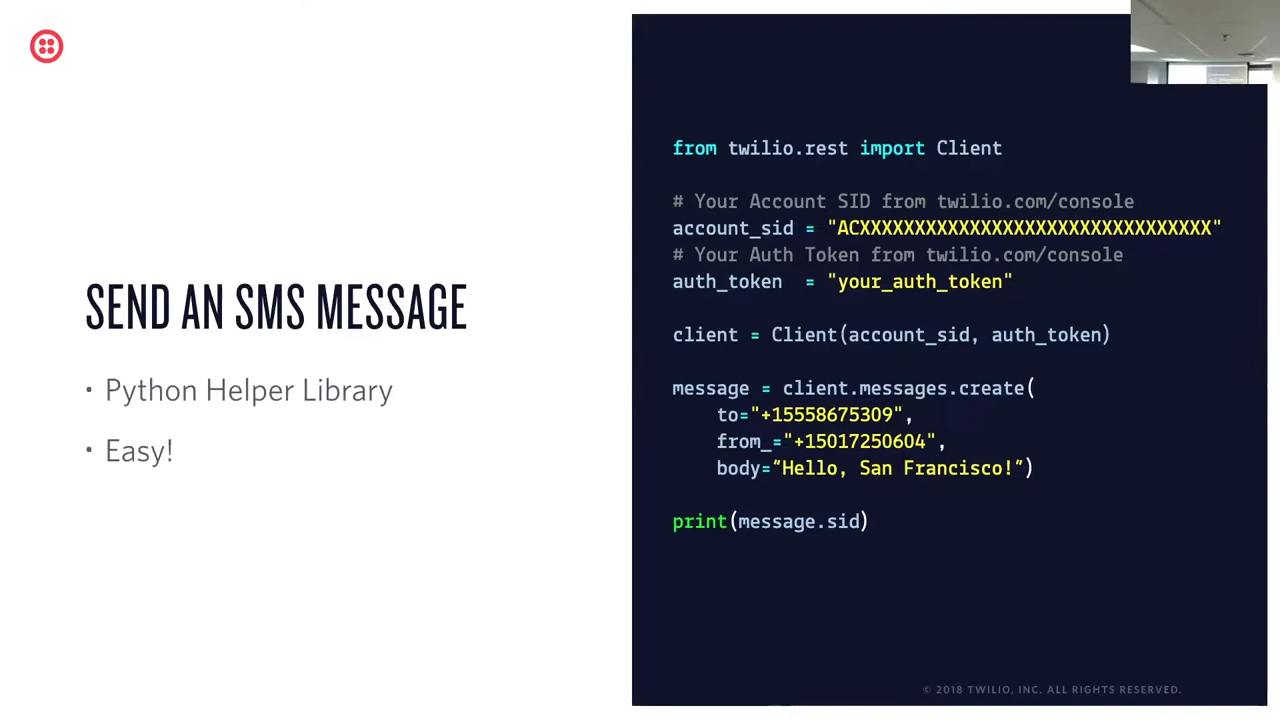 SEND AN SMS MESSAGE
• Python Helper Library
• Easy!
from twilio.rest import Client
# Your Account SID from twilio.com/console
account_sid = "ACXXXXXXXXXXXXXXXXXXXXXXXXXXXXXXXX"
# Your Auth Token from twilio.com/console
auth_token  = "your_auth_token"
client = Client(account_sid, auth_token)
message = client.messages.create(
    to="+15558675309",
    from_="+15017250604",
    body=“Hello, San Francisco!”)
print(message.sid)
© 2018 TWILIO, INC. ALL RIGHTS RESERVED.